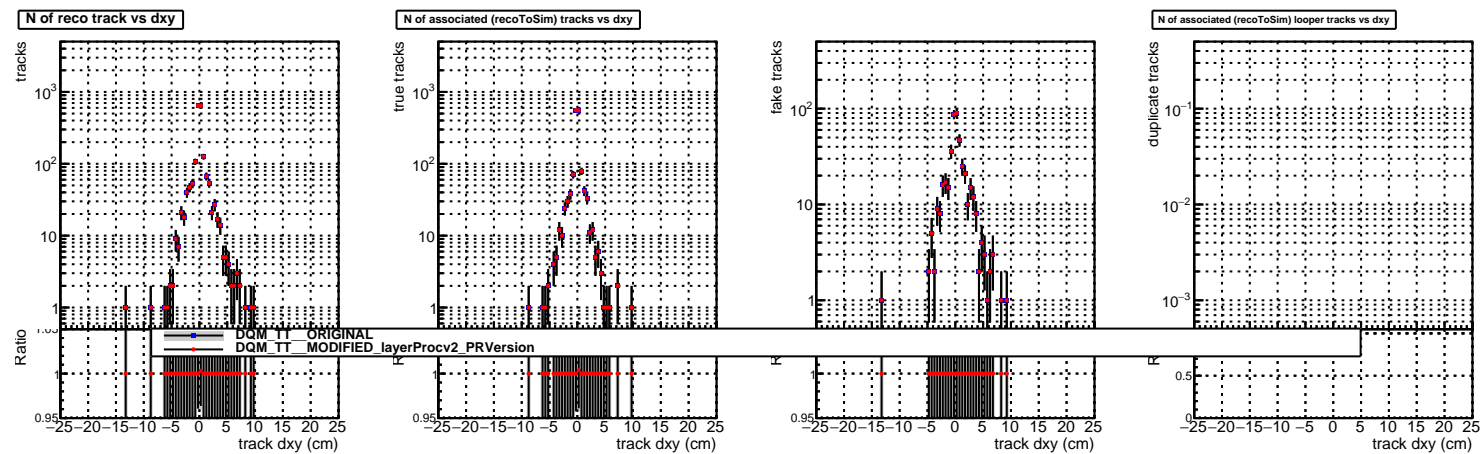 N of reco track vs dxy
N of associated (recoToSim) tracks vs dxy
N of associated (recoToSim) looper tracks vs dxy
tracks
true tracks
fake tracks
duplicate tracks
10³
10²
10
1
10³
10²
10
1
10²
10
1
10⁻¹
10⁻²
10⁻³
DQM_TT__ORIGINAL
DQM_TT__MODIFIED_layerProcv2_PRVersion
Ratio
1
0.95
Ratio
1
0.95
Ratio
1
0.95
Ratio
0.5
0
−25 −20 −15 −10 −5 0 5 10 15 20 25
track dxy (cm)
−25 −20 −15 −10 −5 0 5 10 15 20 25
track dxy (cm)
−25 −20 −15 −10 −5 0 5 10 15 20 25
track dxy (cm)
−25 −20 −15 −10 −5 0 5 10 15 20 25
track dxy (cm)